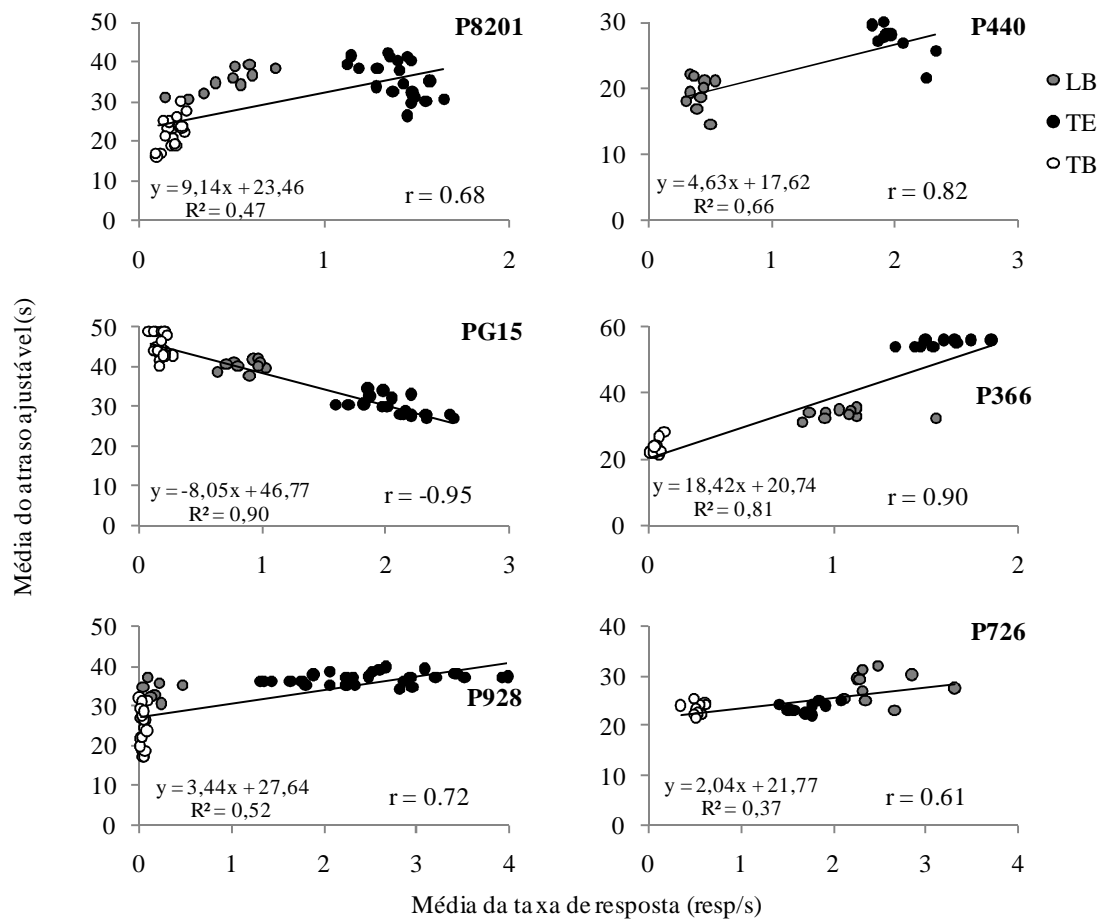 P8201
50
40
30
20
10
0
y = 9,14x + 23,46
R² = 0,47
r = 0.68
0 1 2
P440
30
20
10
0
y = 4,63x + 17,62
R² = 0,66
r = 0.82
0 1 2 3
LB
TE
TB
Média do atraso ajustável (s)
PG15
50
40
30
20
10
0
y = -8,05x + 46,77
R² = 0,90
r = -0.95
0 1 2 3
P366
60
40
20
0
y = 18,42x + 20,74
R² = 0,81
r = 0.90
0 1 2
P928
50
40
30
20
10
0
y = 3,44x + 27,64
R² = 0,52
r = 0.72
0 1 2 3 4
P726
40
30
20
10
0
y = 2,04x + 21,77
R² = 0,37
r = 0.61
0 1 2 3 4
Média da taxa de resposta (resp/s)